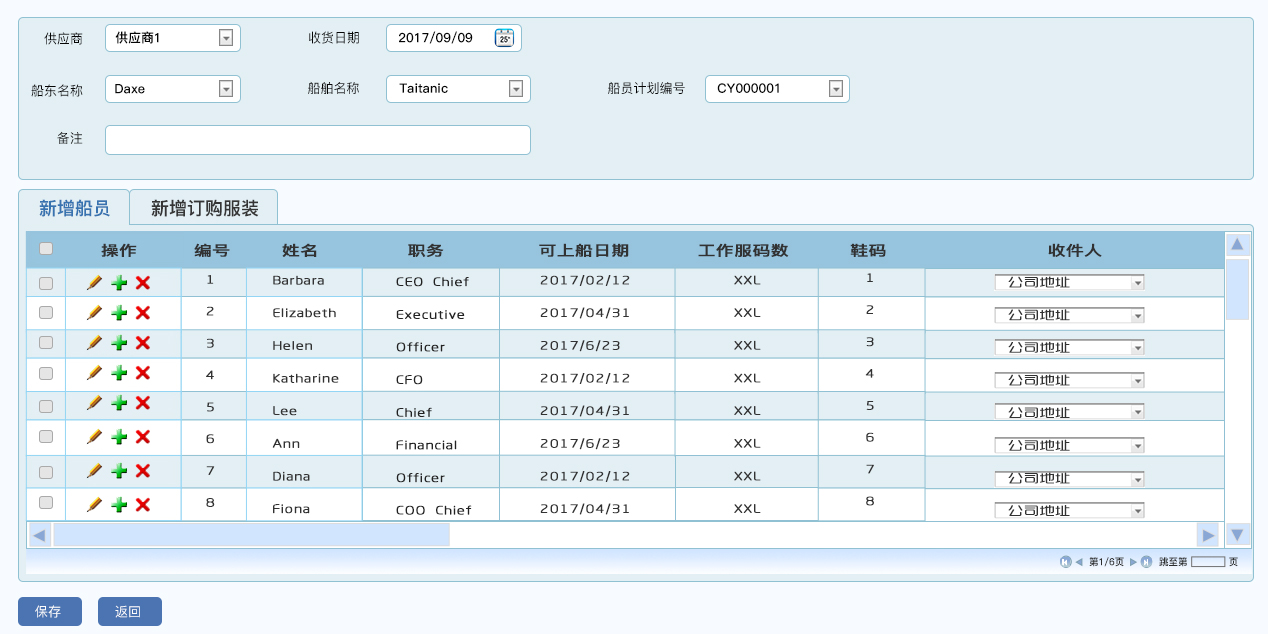 供应商 供应商1 收货日期 2017/09/09 25
船东名称 Daxe 船舶名称 Taitanic 船员计划编号 CY000001
备注
新增船员 新增订购服装
操作 编号 姓名 职务 可上船日期 工作服码数 鞋码 收件人
1 Barbara CEO Chief 2017/02/12 XXL 1 公司地址
2 Elizabeth Executive 2017/04/31 XXL 2 公司地址
3 Helen Officer 2017/6/23 XXL 3 公司地址
4 Katharine CFO 2017/02/12 XXL 4 公司地址
5 Lee Chief 2017/04/31 XXL 5 公司地址
6 Ann Financial 2017/6/23 XXL 6 公司地址
7 Diana Officer 2017/02/12 XXL 7 公司地址
8 Fiona COO Chief 2017/04/31 XXL 8 公司地址
第1/6页 跳至第 页
保存 返回